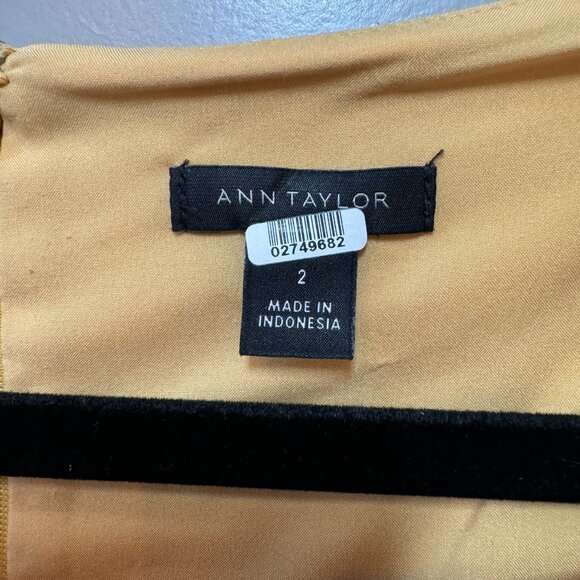 ANN TAYLOR
02749682
2
MADE IN
INDONESIA